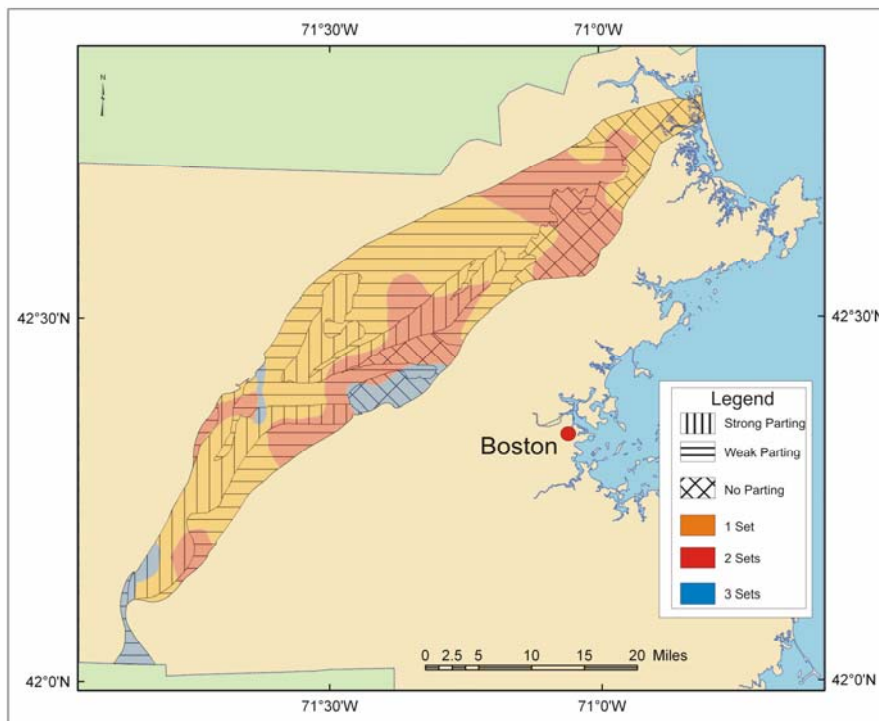 71°30'W 71°0'W
N
42°30'N 42°30'N
Legend
Strong Parting
Weak Parting
No Parting
1 Set
2 Sets
3 Sets
Boston
0 2.5 5 10 15 20 Miles
42°0'N 42°0'N
71°30'W 71°0'W